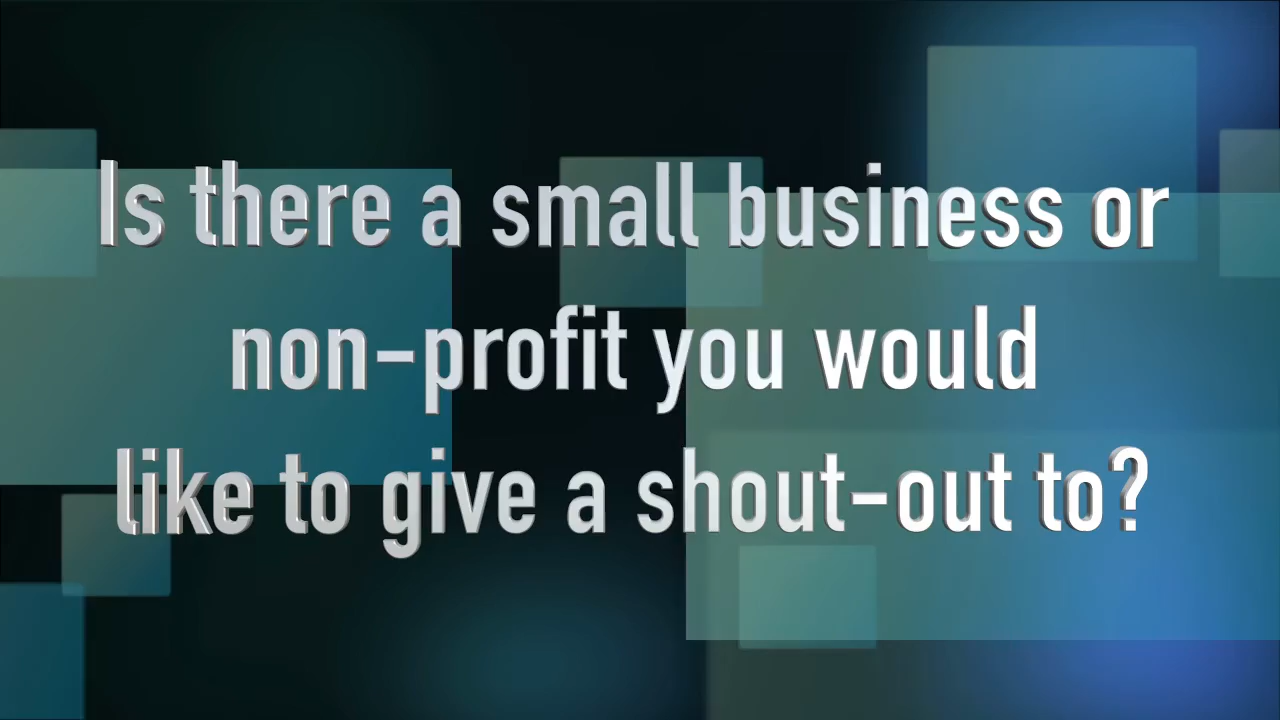 Is there a small business or
non-profit you would
like to give a shout-out to?